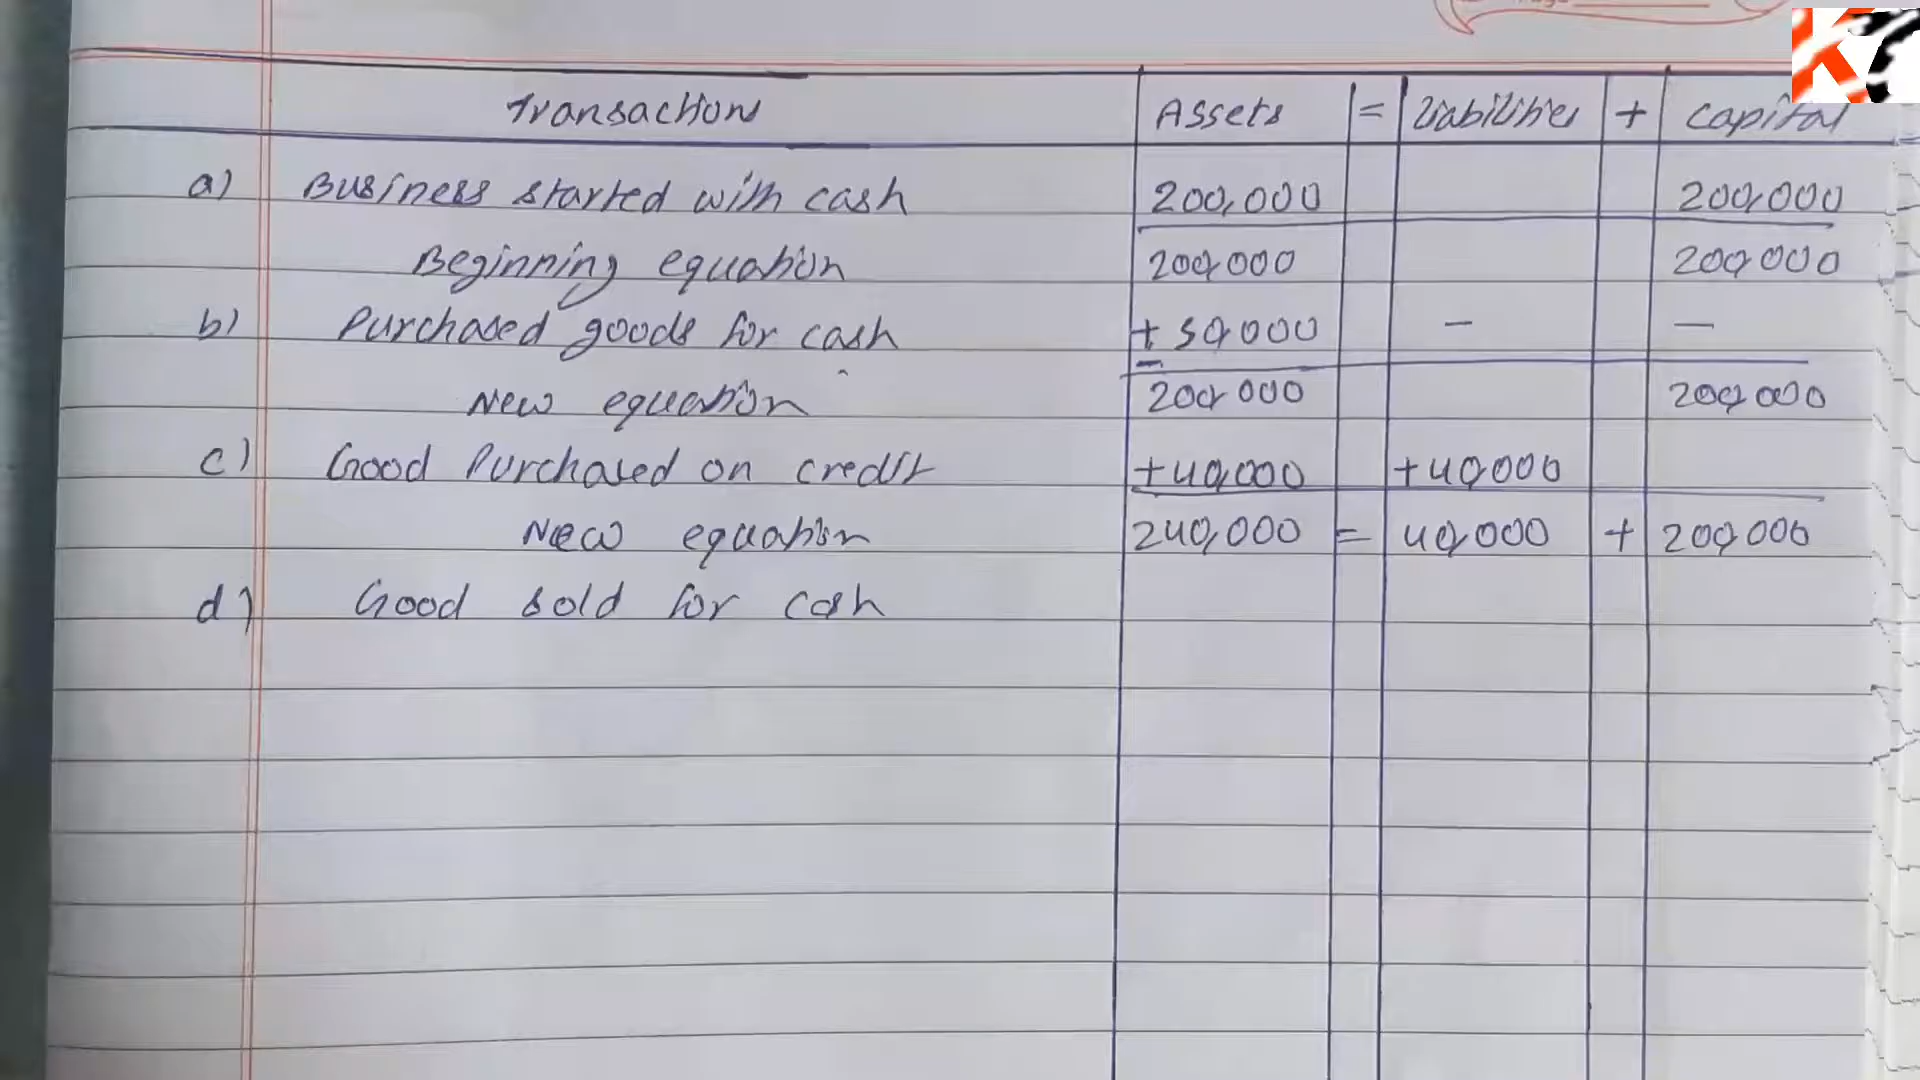 Transactions Assets = Liabilities + Capital
a) Business started with cash 200,000 200,000
Beginning equation 200,000 200,000
b) Purchased goods for cash ± 50,000 – –
New equation 200,000 200,000
c) Good Purchased on credit +40,000 +40,000
New equation 240,000 = 40,000 + 200,000
d) Good sold for cash